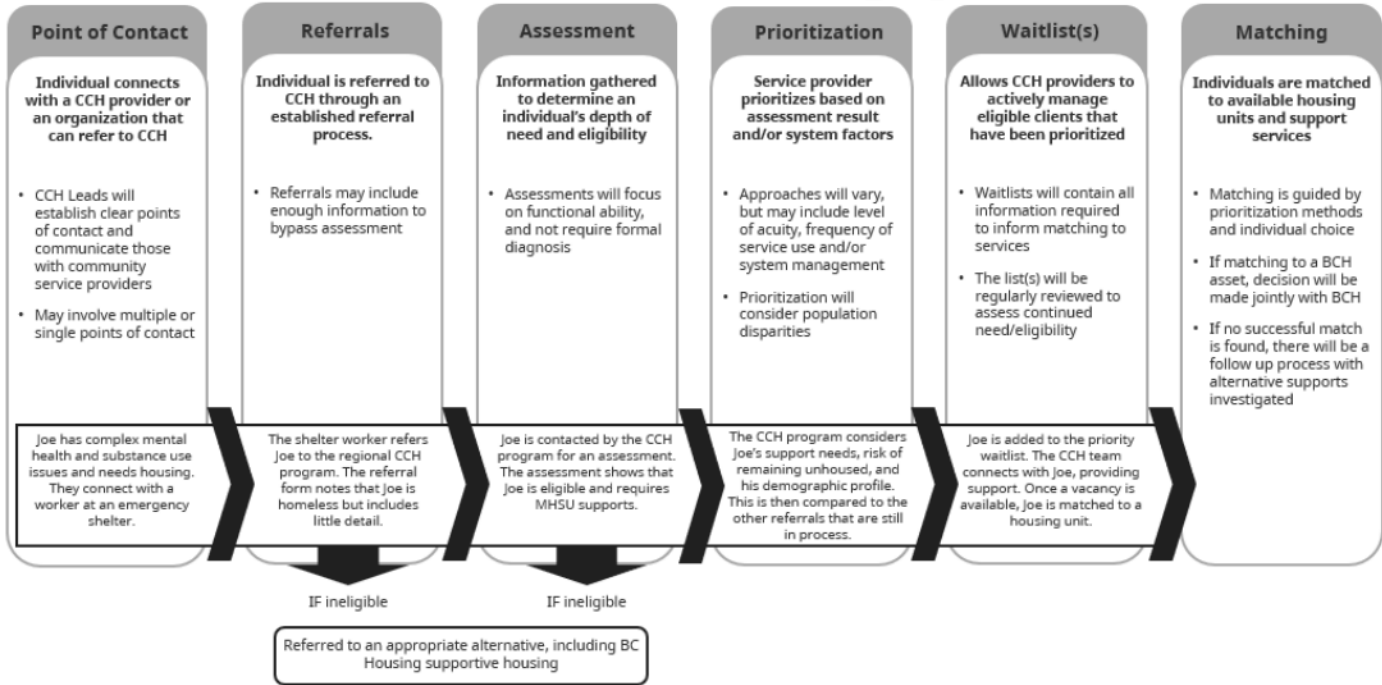 Point of Contact
Individual connects
with a CCH provider or
an organization that
can refer to CCH
• CCH Leads will
establish clear points
of contact and
communicate those
with community
service providers
• May involve multiple or
single points of contact
Joe has complex mental
health and substance use
issues and needs housing.
They connect with a
worker at an emergency
shelter.
Referrals
Individual is referred to
CCH through an
established referral
process.
• Referrals may include
enough information to
bypass assessment
The shelter worker refers
Joe to the regional CCH
program. The referral
form notes that Joe is
homeless but includes
little detail.
Assessment
Information gathered
to determine an
individual's depth of
need and eligibility
• Assessments will focus
on functional ability,
and not require formal
diagnosis
Joe is contacted by the CCH
program for an assessment.
The assessment shows that
Joe is eligible and requires
MHSU supports.
Prioritization
Service provider
prioritizes based on
assessment result
and/or system factors
• Approaches will vary,
but may include level
of acuity, frequency of
service use and/or
system management
• Prioritization will
consider population
disparities
The CCH program considers
Joe's support needs, risk of
remaining unhoused, and
his demographic profile.
This is then compared to the
other referrals that are still
in process.
Waitlist(s)
Allows CCH providers to
actively manage
eligible clients that
have been prioritized
• Waitlists will contain all
information required
to inform matching to
services
• The list(s) will be
regularly reviewed to
assess continued
need/eligibility
Joe is added to the priority
waitlist. The CCH team
connects with Joe, providing
support. Once a vacancy is
available, Joe is matched to a
housing unit.
Matching
Individuals are matched
to available housing
units and support
services
• Matching is guided by
prioritization methods
and individual choice
• If matching to a BCH
asset, decision will be
made jointly with BCH
• If no successful match
is found, there will be a
follow up process with
alternative supports
investigated
IF ineligible
IF ineligible
Referred to an appropriate alternative, including BC
Housing supportive housing